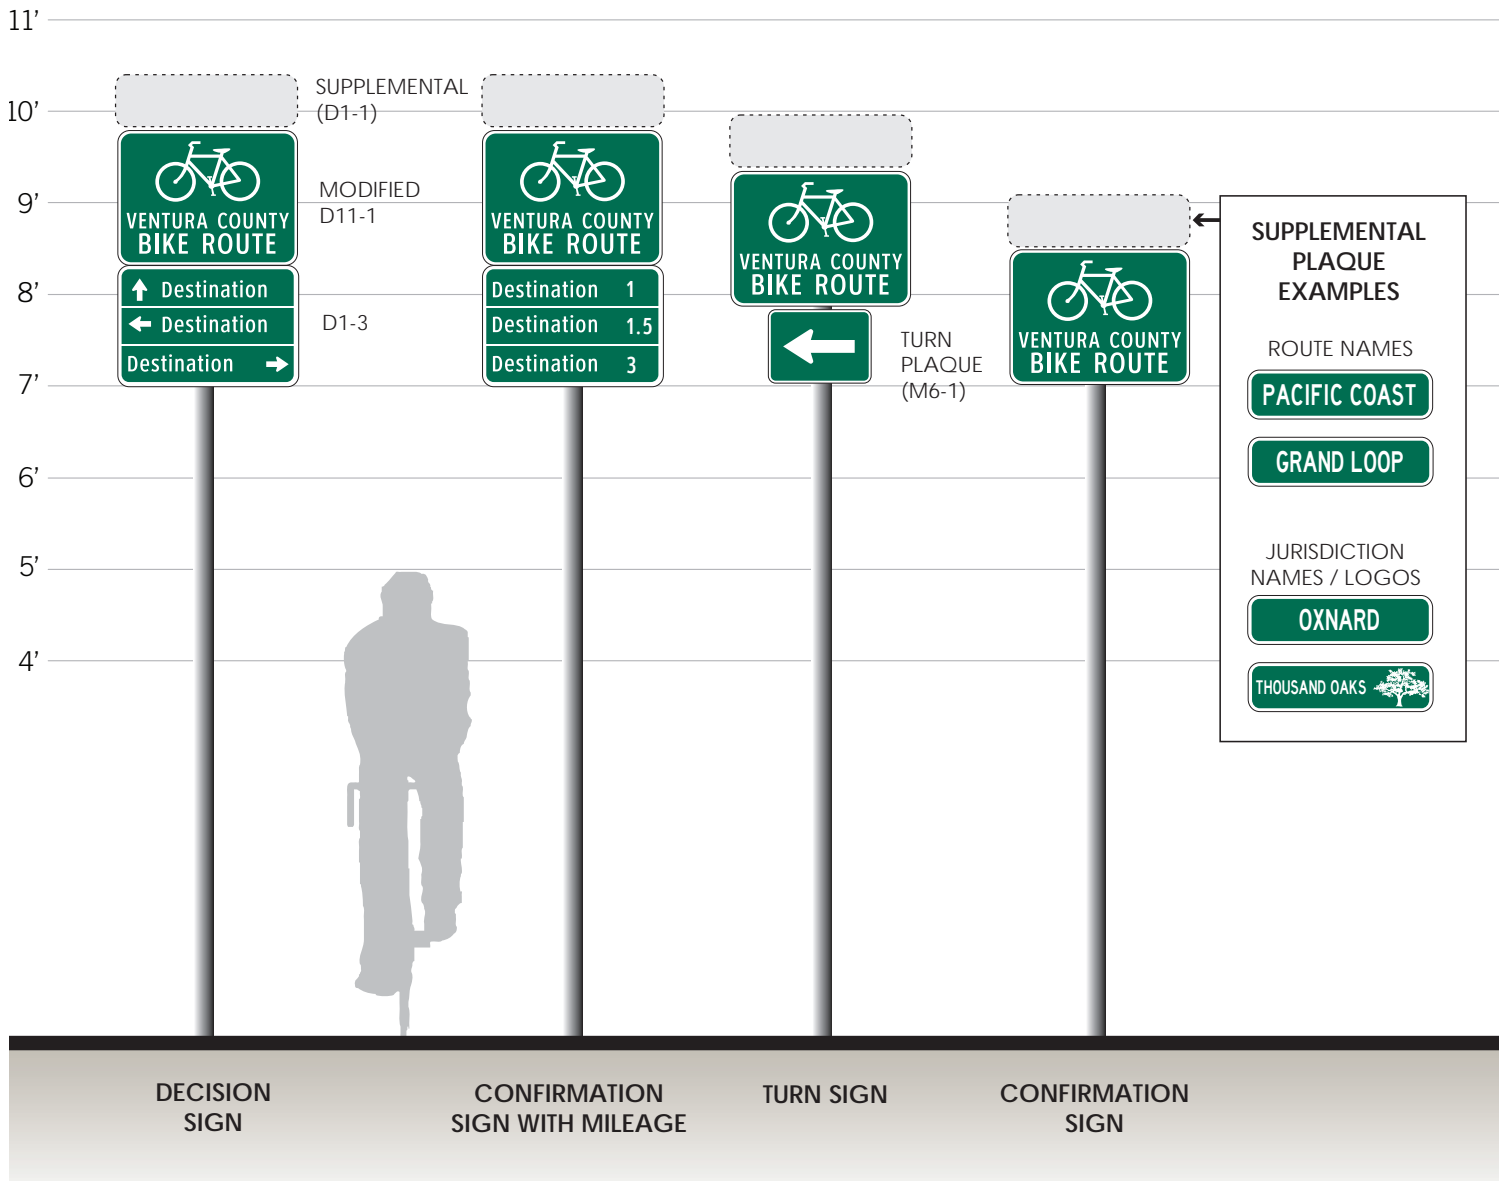 11’
10’
9’
8’
7’
6’
5’
4’
SUPPLEMENTAL
(D1-1)
MODIFIED
D11-1
D1-3
VENTURA COUNTY
BIKE ROUTE
↑ Destination
← Destination
Destination →
VENTURA COUNTY
BIKE ROUTE
Destination 1
Destination 1.5
Destination 3
VENTURA COUNTY
BIKE ROUTE
TURN
PLAQUE
(M6-1)
VENTURA COUNTY
BIKE ROUTE
SUPPLEMENTAL
PLAQUE
EXAMPLES
ROUTE NAMES
PACIFIC COAST
GRAND LOOP
JURISDICTION
NAMES / LOGOS
OXNARD
THOUSAND OAKS
DECISION
SIGN
CONFIRMATION
SIGN WITH MILEAGE
TURN SIGN
CONFIRMATION
SIGN